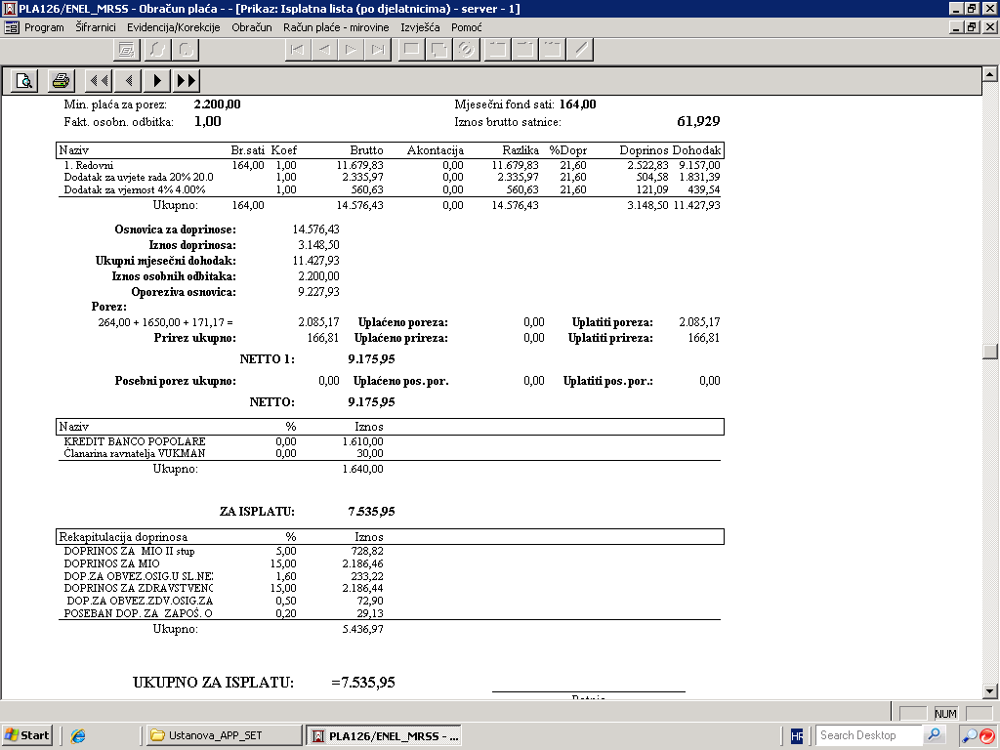 PLA126/ENEL_MRSS - Obračun plaća - - [Prikaz: Isplatna lista (po djelatnicima) - server - 1]
Program Šifrarnici Evidencija/Korekcije Obračun Račun plaće - mirovine Izvješća Pomoć
Min. plaća za porez: 2.200,00 Mjesečni fond sati: 164,00
Fakt. osobn. odbitka: 1,00 Iznos brutto satnice: 61,929
Naziv Br.sati Koef Brutto Akontacija Razlika %Dopr Doprinos Dohodak
1. Redovni 164,00 1,00 11.679,83 0,00 11.679,83 21,60 2.522,83 9.157,00
Dodatak za uvjete rada 20% 20.0 1,00 2.335,97 0,00 2.335,97 21,60 504,58 1.831,39
Dodatak za vjernost 4% 4.00% 1,00 560,63 0,00 560,63 21,60 121,09 439,54
Ukupno: 164,00 14.576,43 0,00 14.576,43 3.148,50 11.427,93
Osnovica za doprinose: 14.576,43
Iznos doprinosa: 3.148,50
Ukupni mjesečni dohodak: 11.427,93
Iznos osobnih odbitaka: 2.200,00
Oporeziva osnovica: 9.227,93
Porez:
264,00 + 1650,00 + 171,17 = 2.085,17 Uplaćeno poreza: 0,00 Uplatiti poreza: 2.085,17
Prirez ukupno: 166,81 Uplaćeno prireza: 0,00 Uplatiti prireza: 166,81
NETTO 1: 9.175,95
Posebni porez ukupno: 0,00 Uplaćeno pos.por. 0,00 Uplatiti pos.por.: 0,00
NETTO: 9.175,95
Naziv % Iznos
KREDIT BANCO POPOLARE 0,00 1.610,00
Članarina ravnatelja VUKMAN 0,00 30,00
Ukupno: 1.640,00
ZA ISPLATU: 7.535,95
Rekapitulacija doprinosa % Iznos
DOPRINOS ZA MIO II stup 5,00 728,82
DOPRINOS ZA MIO 15,00 2.186,46
DOP.ZA OBVEZ.OSIG.U SL.NE 1,60 233,22
DOPRINOS ZA ZDRAVSTVENO 15,00 2.186,44
DOP.ZA OBVEZ.ZDV.OSIG.ZA 0,50 72,90
POSEBAN DOP. ZA ZAPOŠ. O 0,20 29,13
Ukupno: 5.436,97
UKUPNO ZA ISPLATU: =7.535,95
NUM
Start Ustanova_APP_SET PLA126/ENEL_MRSS - ... HR Search Desktop